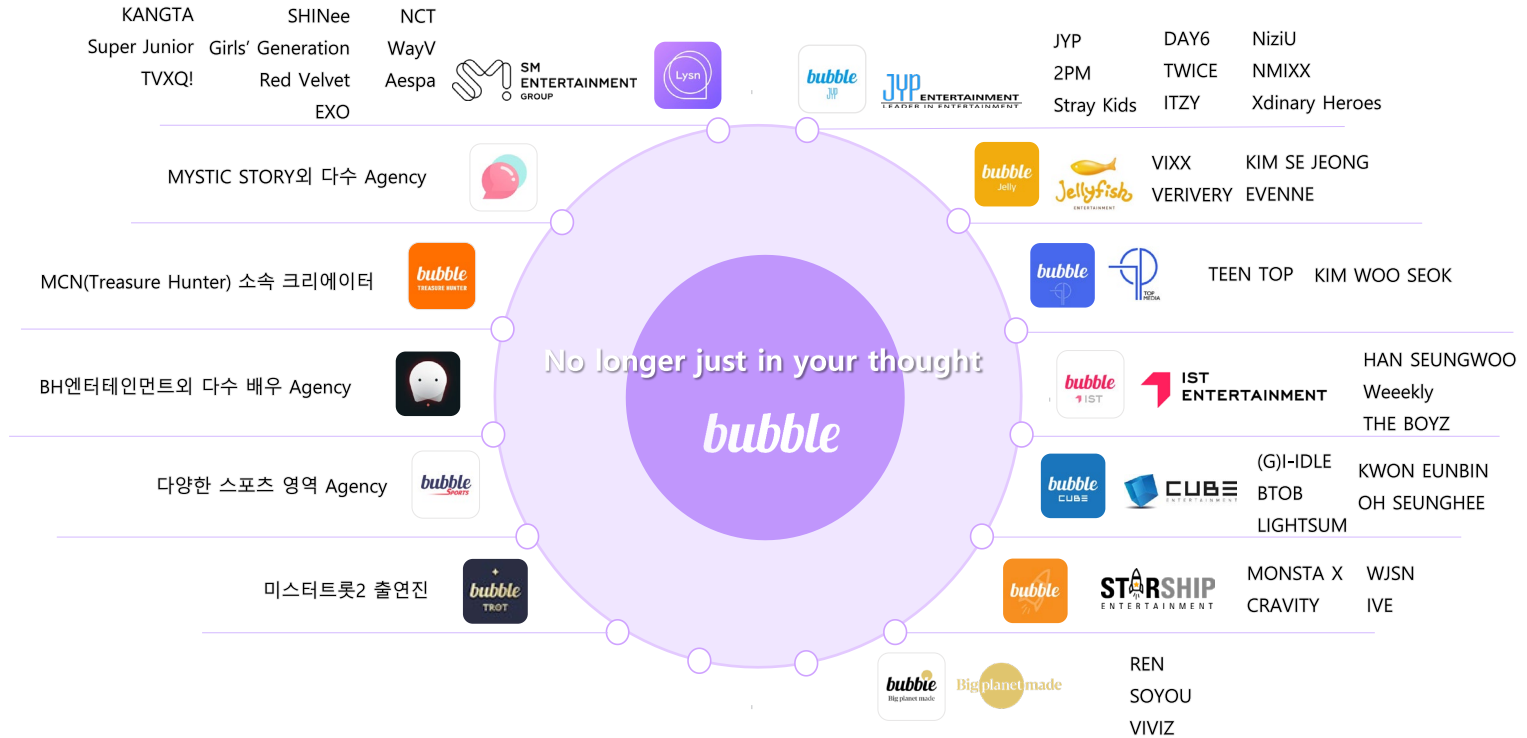 KANGTA
Super Junior
TVXQ!
SHINee
Girls' Generation
Red Velvet
EXO
NCT
WayV
Aespa
SM
ENTERTAINMENT
GROUP
Lysn
bubble
JYP
JYP ENTERTAINMENT
LEADER IN ENTERTAINMENT
JYP
2PM
Stray Kids
DAY6
TWICE
ITZY
NiziU
NMIXX
Xdinary Heroes
MYSTIC STORY외 다수 Agency
bubble
Jelly
Jellyfish
ENTERTAINMENT
VIXX
VERIVERY
KIM SE JEONG
EVENNE
MCN(Treasure Hunter) 소속 크리에이터
bubble
TREASURE HUNTER
bubble
TOP
MEDIA
TEEN TOP
KIM WOO SEOK
No longer just in your thought
bubble
BH엔터테인먼트외 다수 배우 Agency
bubble
IST
IST
ENTERTAINMENT
HAN SEUNGWOO
Weeekly
THE BOYZ
다양한 스포츠 영역 Agency
bubble
SPORTS
bubble
CUBE
CUBE
ENTERTAINMENT
(G)I-IDLE
BTOB
LIGHTSUM
KWON EUNBIN
OH SEUNGHEE
미스터트롯2 출연진
bubble
TROT
bubble
STARSHIP
ENTERTAINMENT
MONSTA X
CRAVITY
WJSN
IVE
bubble
Big planet made
Big planet made
REN
SOYOU
VIVIZ